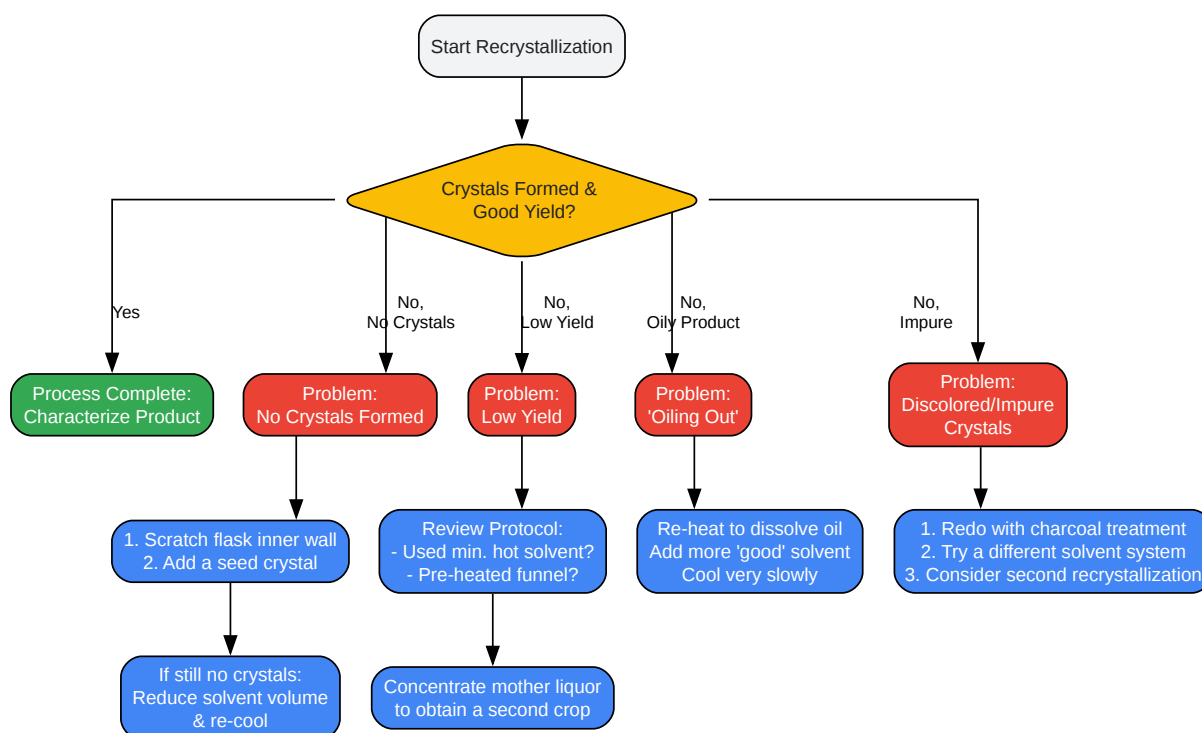 Start Recrystallization
Crystals Formed &
Good Yield?
Yes
No,
No Crystals
No,
Low Yield
No,
Oily Product
No,
Impure
Process Complete:
Characterize Product
Problem:
No Crystals Formed
Problem:
Low Yield
Problem:
'Oiling Out'
Problem:
Discolored/Impure
Crystals
1. Scratch flask inner wall
2. Add a seed crystal
Review Protocol:
- Used min. hot solvent?
- Pre-heated funnel?
Re-heat to dissolve oil
Add more 'good' solvent
Cool very slowly
1. Redo with charcoal treatment
2. Try a different solvent system
3. Consider second recrystallization
If still no crystals:
Reduce solvent volume
& re-cool
Concentrate mother liquor
to obtain a second crop